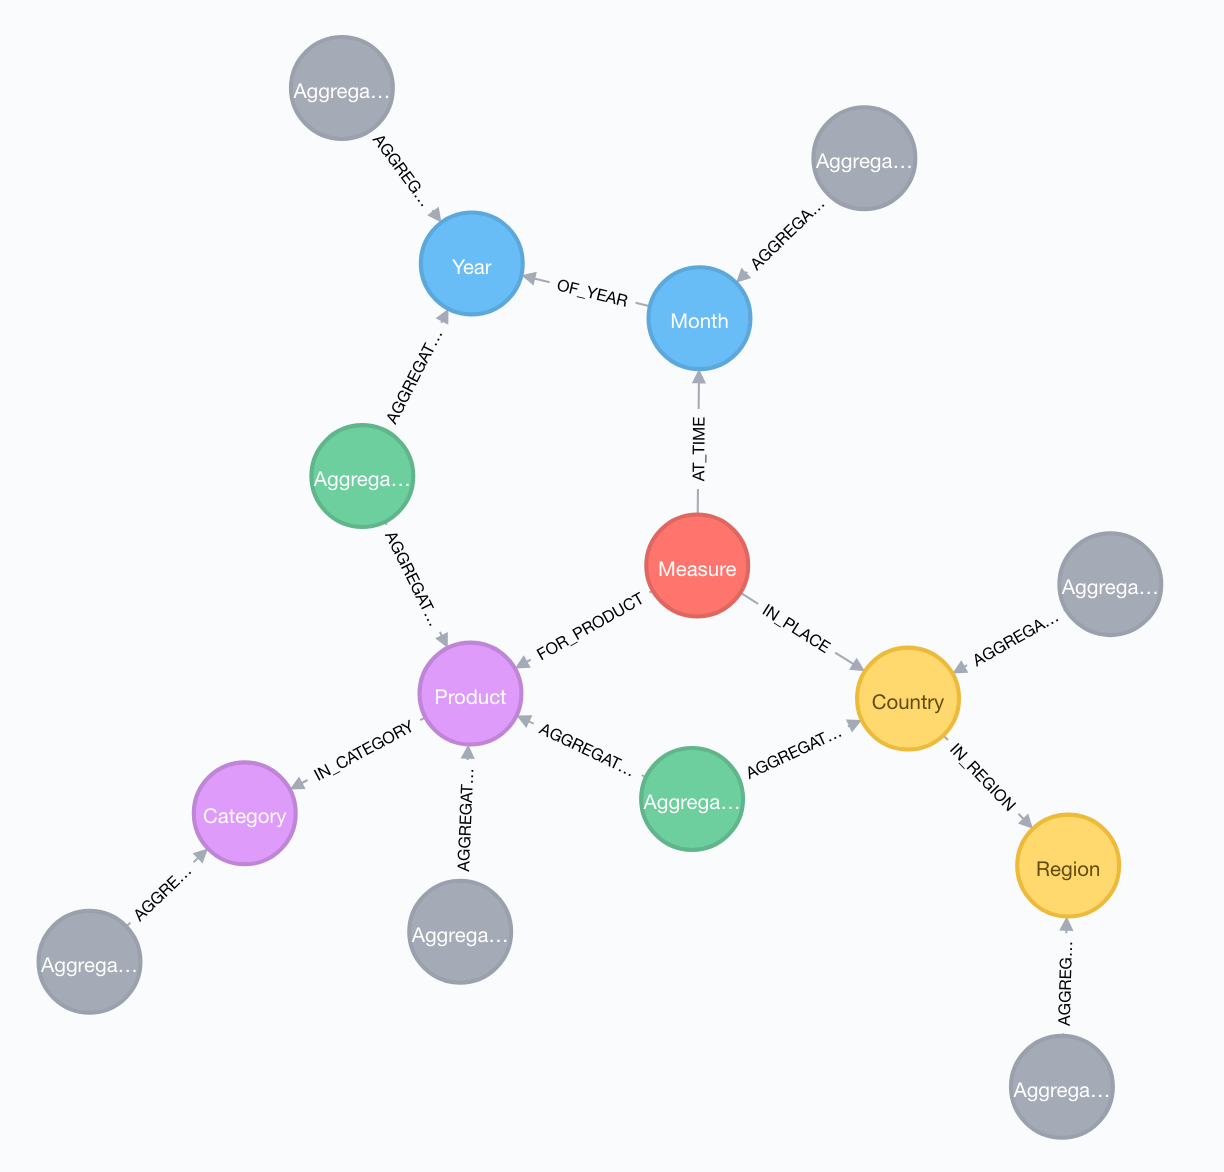 Aggrega...
Aggrega...
AGGREG...
AGGREGA...
Year
OF_YEAR
Month
AGGREGAT...
AT_TIME
Aggrega...
AGGREGAT...
Measure
Aggrega...
FOR_PRODUCT
IN_PLACE
AGGREGA...
Product
Country
IN_CATEGORY
AGGREGAT...
AGGREGAT...
IN_REGION
Category
AGGREGAT...
Aggrega...
Region
AGGRE...
Aggrega...
Aggrega...
AGGREG...
Aggrega...